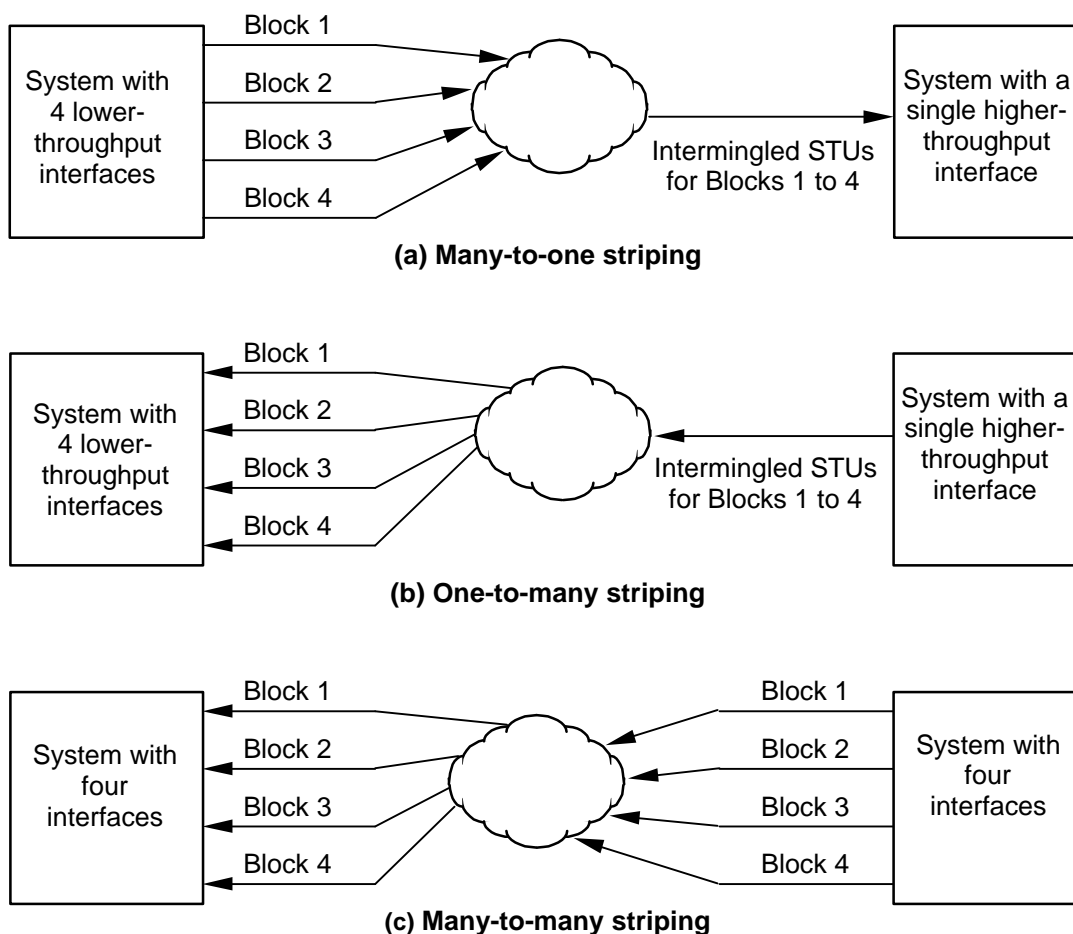 Block 1
System with
4 lower-
throughput
interfaces
Block 2
Block 3
Block 4
Intermingled STUs
for Blocks 1 to 4
System with a
single higher-
throughput
interface
(a) Many-to-one striping
Block 1
System with
4 lower-
throughput
interfaces
Block 2
Block 3
Block 4
Intermingled STUs
for Blocks 1 to 4
System with a
single higher-
throughput
interface
(b) One-to-many striping
Block 1
System with
four
interfaces
Block 2
Block 3
Block 4
Block 1
Block 2
Block 3
Block 4
System with
four
interfaces
(c) Many-to-many striping